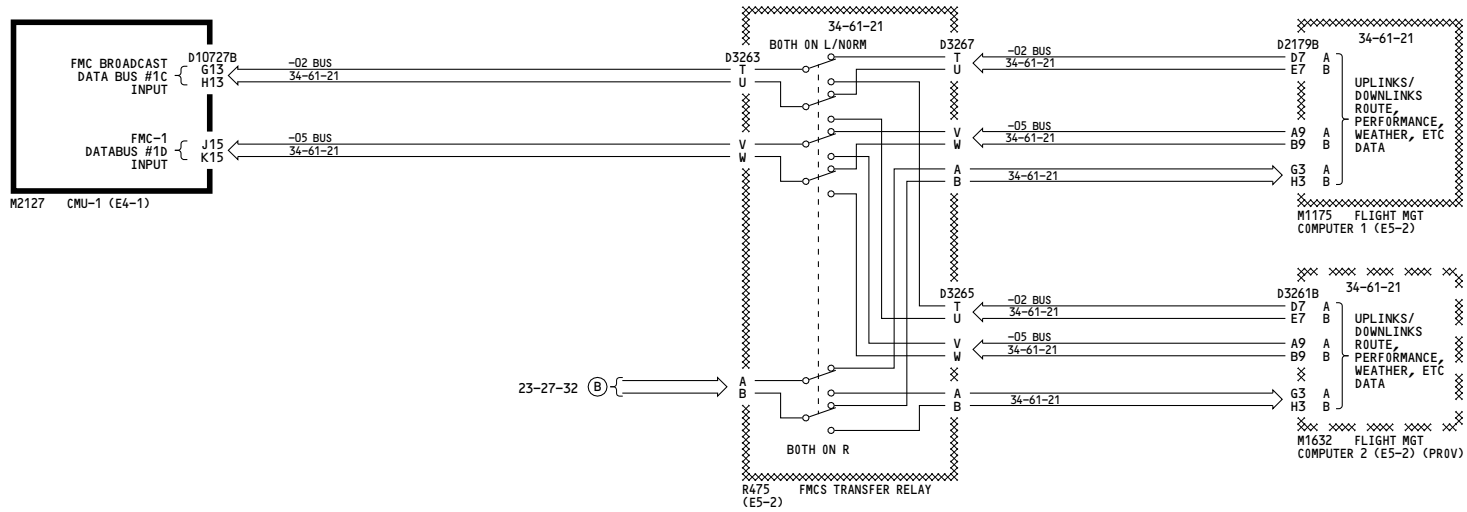 34-61-21
BOTH ON L/NORM
34-61-21
FMC BROADCAST
DATA BUS #1C
INPUT
D10727B
G13
H13
-02 BUS
34-61-21
D3263
T
U
D3267
T
U
-02 BUS
34-61-21
D2179B
D7 A
E7 B
UPLINKS/
DOWNLINKS
ROUTE,
PERFORMANCE,
WEATHER, ETC
DATA
FMC-1
DATABUS #1D
INPUT
J15
K15
-05 BUS
34-61-21
V
W
V
W
-05 BUS
34-61-21
A9 A
B9 B
A
B
34-61-21
G3 A
H3 B
M2127 CMU-1 (E4-1)
M1175 FLIGHT MGT
COMPUTER 1 (E5-2)
D3265
T
U
-02 BUS
34-61-21
D3261B
34-61-21
D7 A
E7 B
UPLINKS/
DOWNLINKS
ROUTE,
PERFORMANCE,
WEATHER, ETC
DATA
V
W
-05 BUS
34-61-21
A9 A
B9 B
23-27-32 B
A
B
A
B
34-61-21
G3 A
H3 B
BOTH ON R
M1632 FLIGHT MGT
COMPUTER 2 (E5-2) (PROV)
R475 FMCS TRANSFER RELAY
(E5-2)